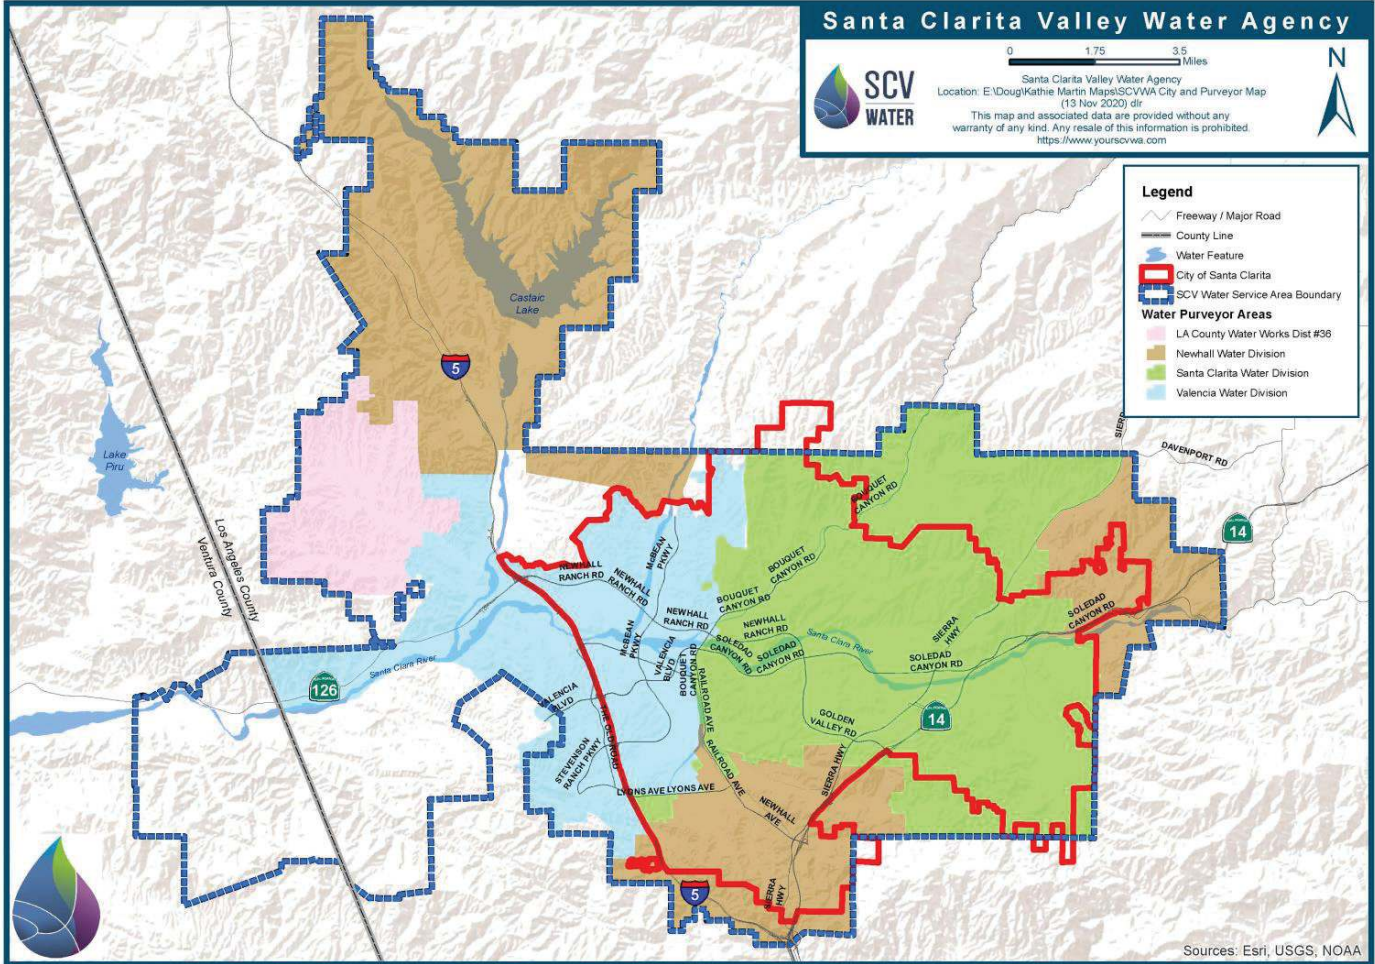 Santa Clarita Valley Water Agency
0 1.75 3.5
Miles
N
SCV
WATER
Santa Clarita Valley Water Agency
Location: E:\Doug\Kathie Martin Maps\SCVWA City and Purveyor Map
(13 Nov 2020) dlr
This map and associated data are provided without any
warranty of any kind. Any resale of this information is prohibited.
https://www.yourscvwa.com
Legend
Freeway / Major Road
County Line
Water Feature
City of Santa Clarita
SCV Water Service Area Boundary
Water Purveyor Areas
LA County Water Works Dist #36
Newhall Water Division
Santa Clarita Water Division
Valencia Water Division
Castaic
Lake
5
Lake
Piru
Los Angeles County
Ventura County
SIERR
DAVENPORT RD
14
BOUQUET
CANYON RD
BOUQUET
CANYON RD
BOUQUET
CANYON RD
McBEAN
PKWY
NEWHALL
RANCH RD
NEWHALL
RANCH RD
NEWHALL
RANCH RD
NEWHALL
RANCH RD
McBEAN
PKWY
VALENCIA
BLVD
BOUQUET
CANYON RD
SOLEDAD
CANYON RD
SOLEDAD
CANYON RD
Santa Clara River
SIERRA
HWY
SOLEDAD
CANYON RD
SOLEDAD
CANYON RD
Santa Clara River
126
VALENCIA
BLVD
THE OLD ROAD
STEVENSON
RANCH PKWY
RAILROAD AVE
RAILROAD AVE
GOLDEN
VALLEY RD
14
SIERRA HWY
LYONS AVE LYONS AVE
NEWHALL
AVE
SIERRA
HWY
5
Sources: Esri, USGS, NOAA